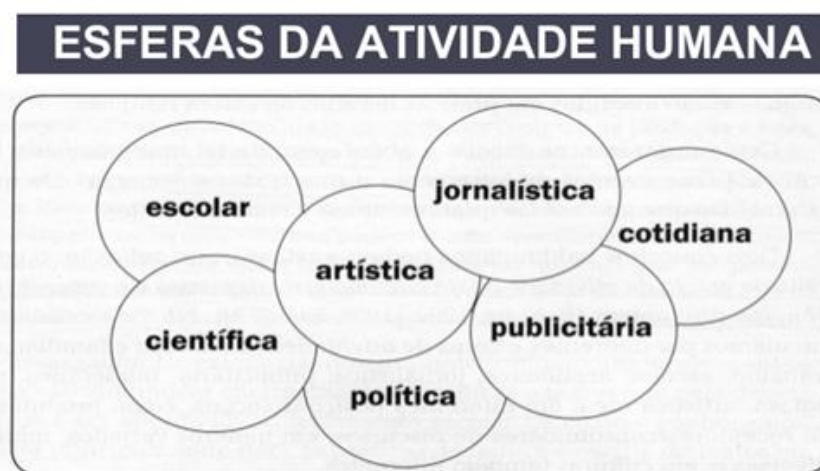 ESFERAS DA ATIVIDADE HUMANA
escolar
jornalística
cotidiana
artística
científica
publicitária
política